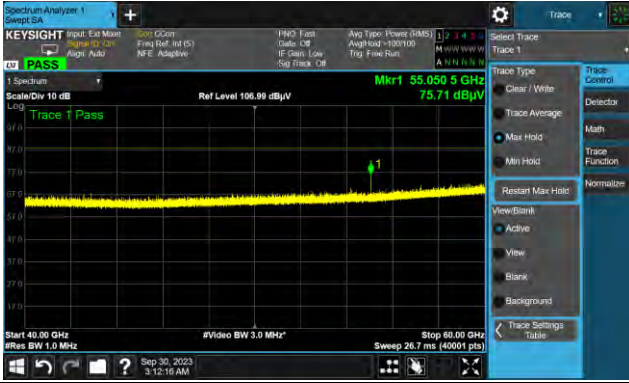 Spectrum Analyzer 1
Swept SA
Trace
KEYSIGHT
Input: Ext Mixer
Align: Auto
Corr CCorr
Freq Ref: Int (S)
NFE: Adaptive
PNO: Fast
Gate: Off
IF Gain: Low
Sig Track: Off
Avg Type: Power (RMS)
Avg|Hold:>100/100
Trig: Free Run
1 2 3 4 5 6
M W W W W W
A N N N N N
PASS
Select Trace
Trace 1
1 Spectrum
Scale/Div 10 dB
Ref Level 106.99 dBµV
Mkr1 55.050 5 GHz
75.71 dBµV
Log
Trace 1 Pass
97.0
87.0
77.0
67.0
57.0
47.0
37.0
27.0
17.0
1
Start 40.00 GHz
#Res BW 1.0 MHz
#Video BW 3.0 MHz*
Stop 60.00 GHz
Sweep 26.7 ms (40001 pts)
Trace Type
Clear / Write
Trace Average
Max Hold
Min Hold
Restart Max Hold
View/Blank
Active
View
Blank
Background
Trace Settings
Table
Trace
Control
Detector
Math
Trace
Function
Normalize
Sep 30, 2023
3:12:16 AM